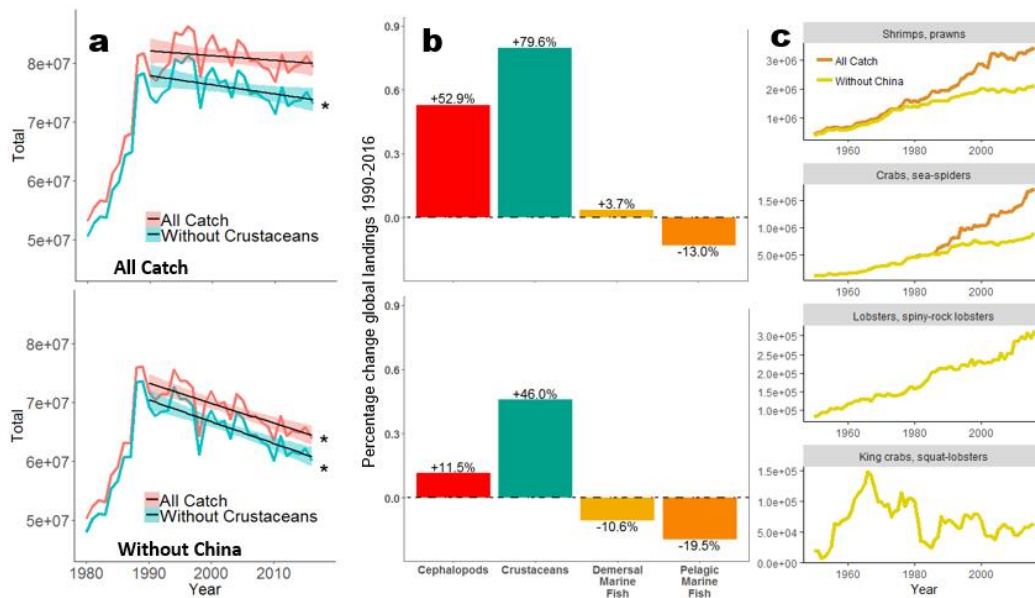 a
8e+07
7e+07
6e+07
5e+07
Total
All Catch
Without Crustaceans
*
All Catch
8e+07
7e+07
6e+07
5e+07
Total
*
*
All Catch
Without Crustaceans
Without China
1980 1990 2000 2010
Year
b
Percentage change global landings 1990-2016
0.9
0.6
0.3
0.0
+52.9%
+79.6%
+3.7%
-13.0%
0.9
0.6
0.3
0.0
+11.5%
+46.0%
-10.6%
-19.5%
Cephalopods Crustaceans Demersal Marine Fish Pelagic Marine Fish
c
Shrimps, prawns
All Catch
Without China
3e+06
2e+06
1e+06
1960 1980 2000
Crabs, sea-spiders
1.5e+06
1.0e+06
5.0e+05
1960 1980 2000
Lobsters, spiny-rock lobsters
3.0e+05
2.5e+05
2.0e+05
1.5e+05
1.0e+05
1960 1980 2000
King crabs, squat-lobsters
1.5e+05
1.0e+05
5.0e+04
0.0e+00
1960 1980 2000
Year